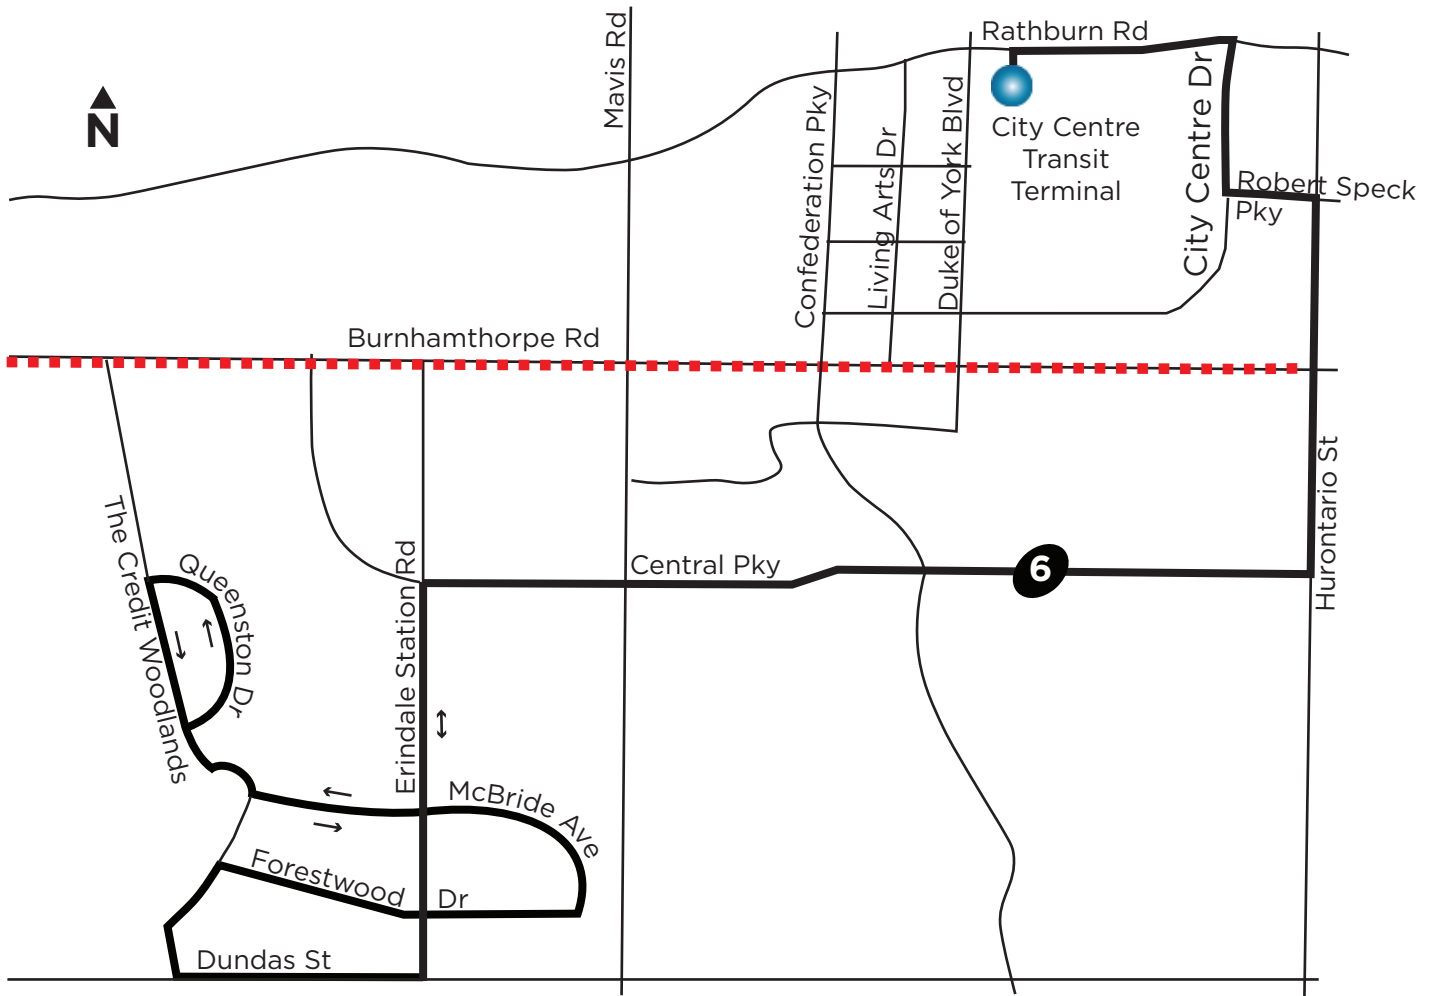 Rathburn Rd
Mavis Rd
N
City Centre
Transit
Terminal
Confederation Pky
Living Arts Dr
Duke of York Blvd
City Centre Dr
Robert Speck
Pky
Burnhamthorpe Rd
Hurontario St
The Credit Woodlands
Queenston Dr
Erindale Station Rd
Central Pky
6
McBride Ave
Forestwood Dr
Dundas St